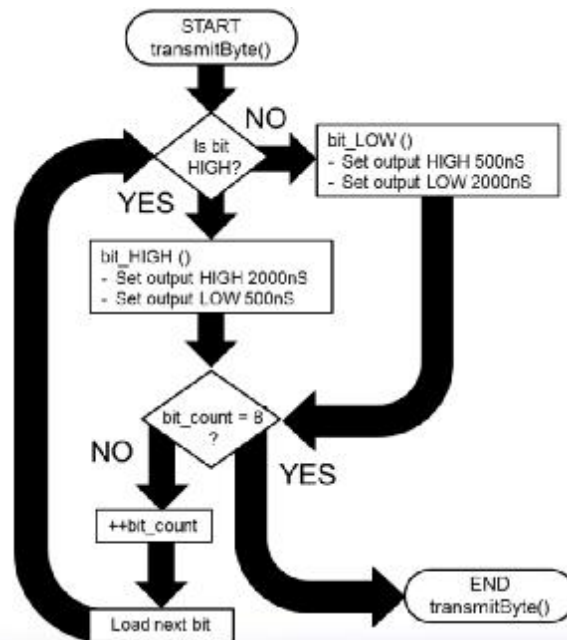 START
transmitByte()
Is bit
HIGH?
NO
bit_LOW ()
- Set output HIGH 500nS
- Set output LOW 2000nS
YES
bit_HIGH ()
- Set output HIGH 2000nS
- Set output LOW 500nS
bit_count = 8
?
NO
YES
++bit_count
Load next bit
END
transmitByte()